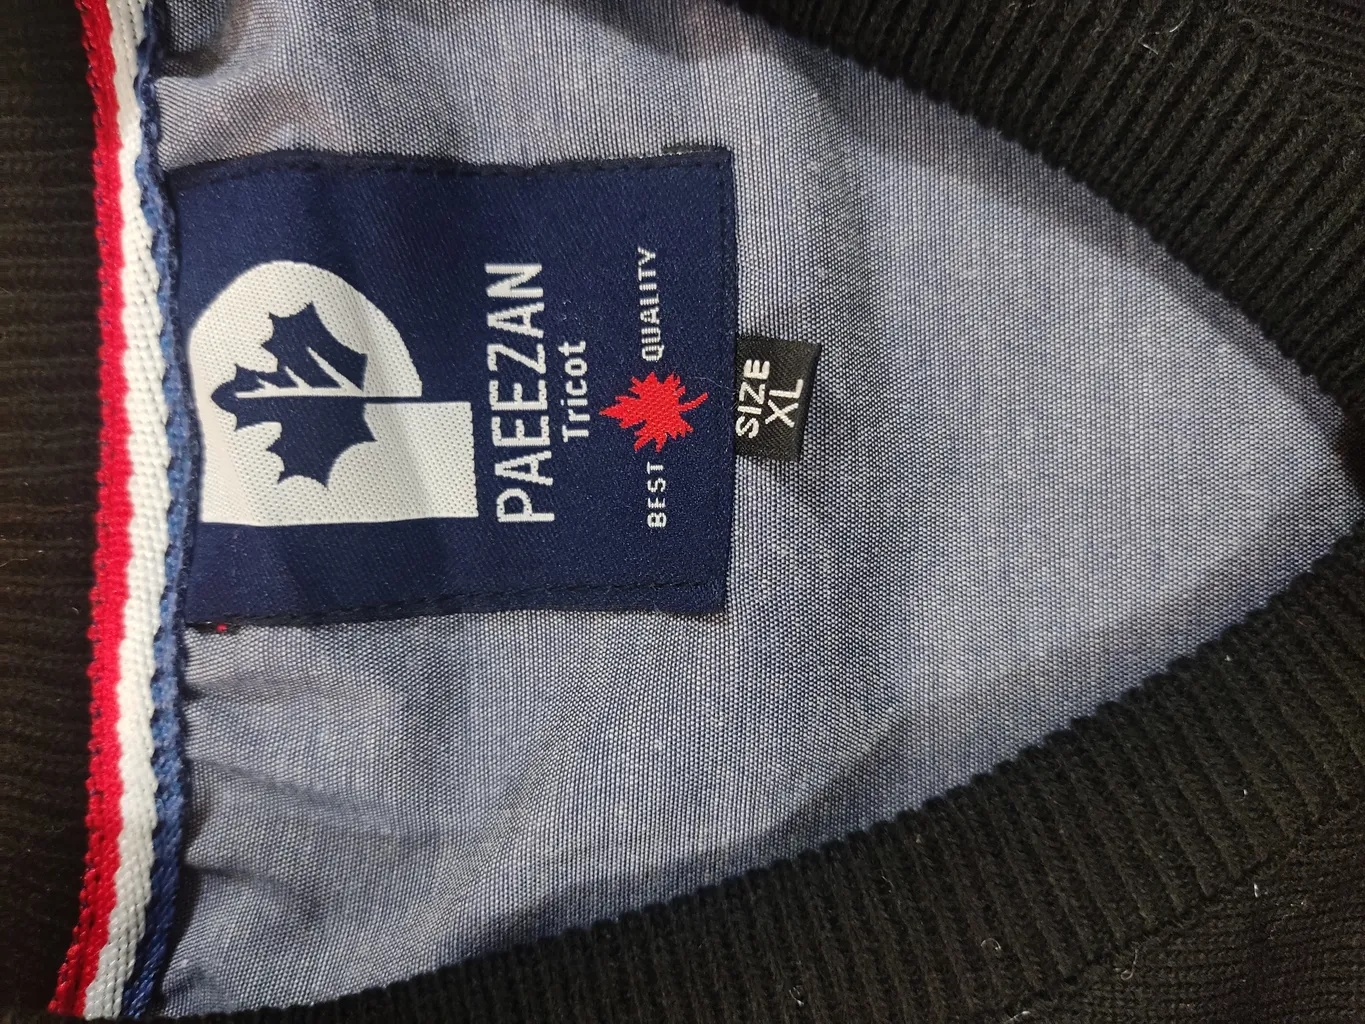 PAEEZAN
Tricot
BEST QUALITY
SIZE
XL